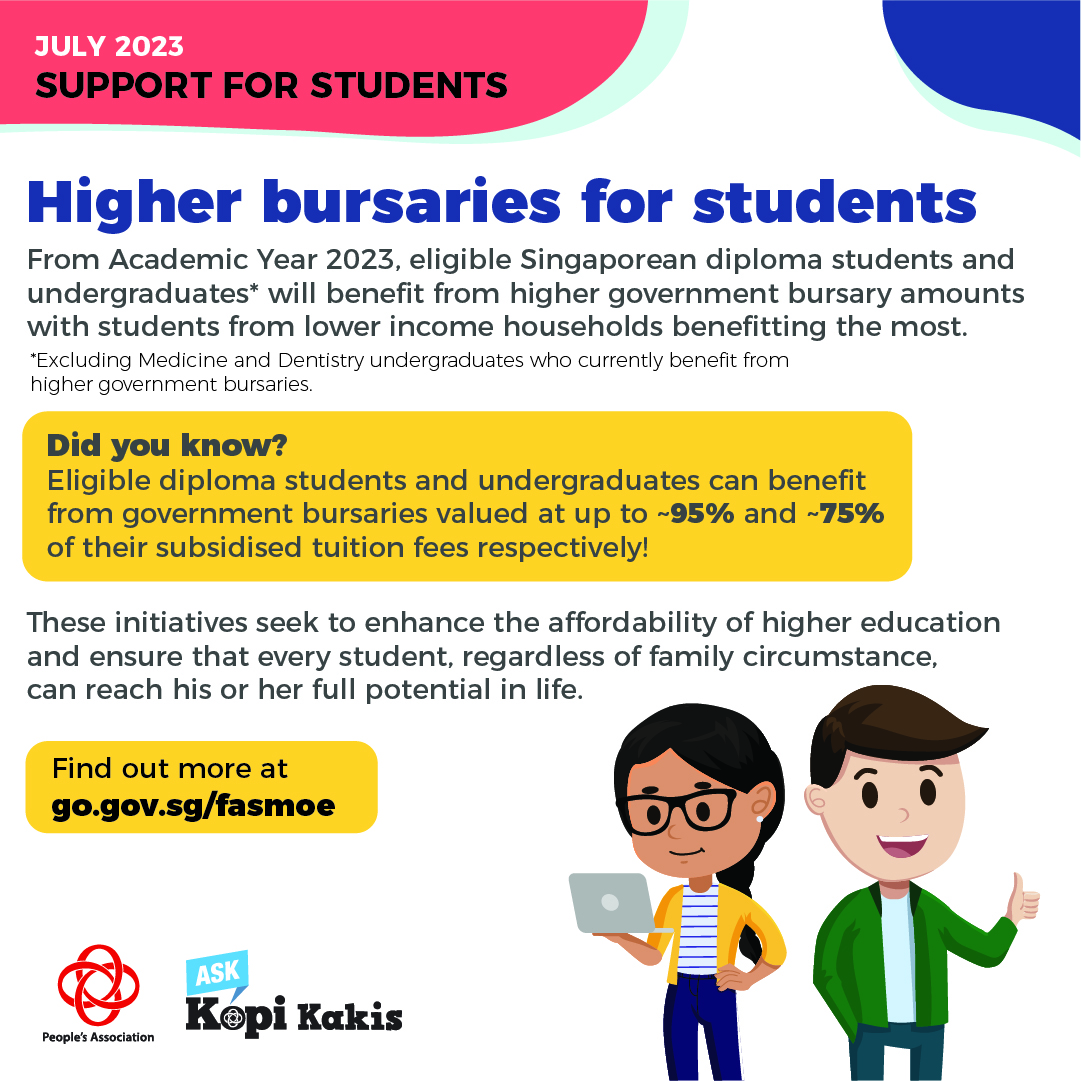 JULY 2023
SUPPORT FOR STUDENTS
Higher bursaries for students
From Academic Year 2023, eligible Singaporean diploma students and
undergraduates* will benefit from higher government bursary amounts
with students from lower income households benefitting the most.
*Excluding Medicine and Dentistry undergraduates who currently benefit from
higher government bursaries.
Did you know?
Eligible diploma students and undergraduates can benefit
from government bursaries valued at up to ~95% and ~75%
of their subsidised tuition fees respectively!
These initiatives seek to enhance the affordability of higher education
and ensure that every student, regardless of family circumstance,
can reach his or her full potential in life.
Find out more at
go.gov.sg/fasmoe
People's Association
ASK
Kopi Kakis